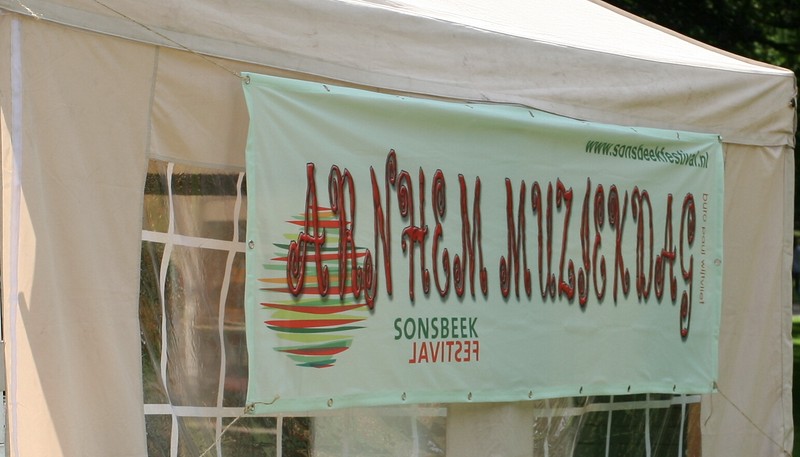 www.sonsbeekfestival.nl
ARNHEM MUZIEKDAG
SONSBEEK
FESTIVAL